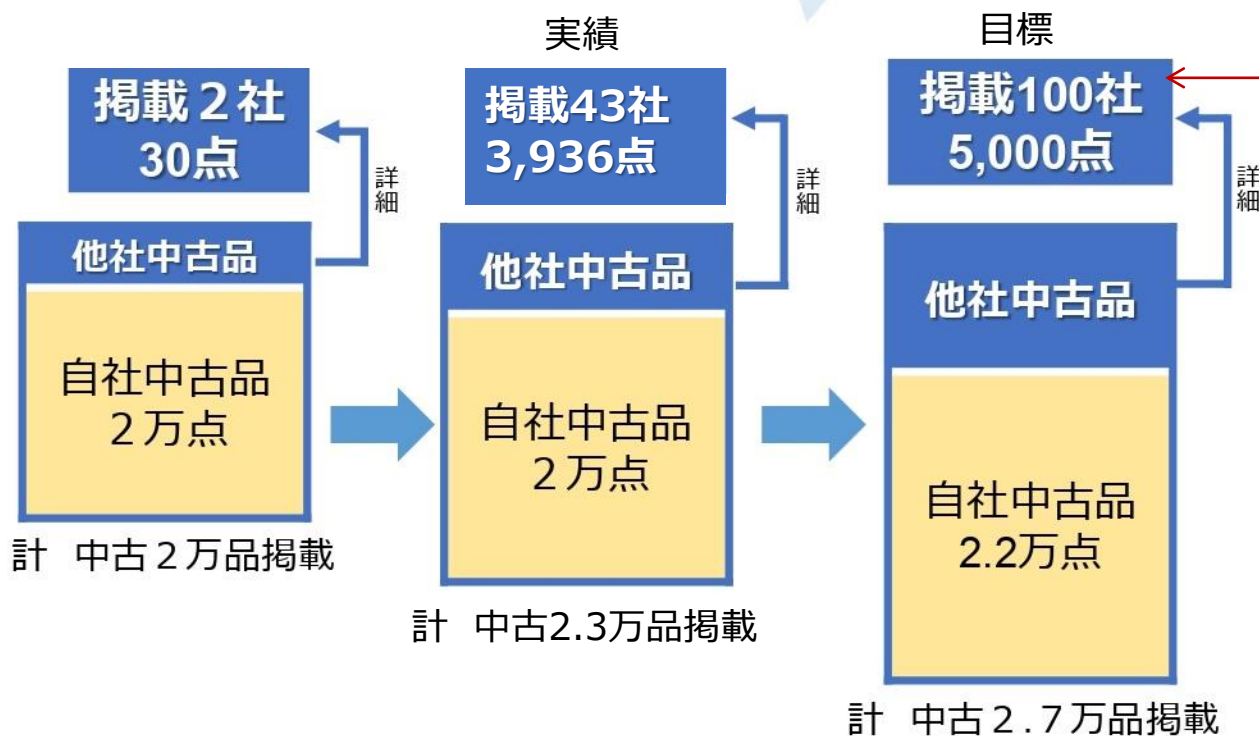 掲載２社
30点
詳細
他社中古品
自社中古品
２万点
計 中古２万品掲載
実績
掲載43社
3,936点
詳細
他社中古品
自社中古品
２万点
計 中古2.3万品掲載
目標
掲載100社
5,000点
詳細
他社中古品
自社中古品
2.2万点
計 中古２.７万品掲載